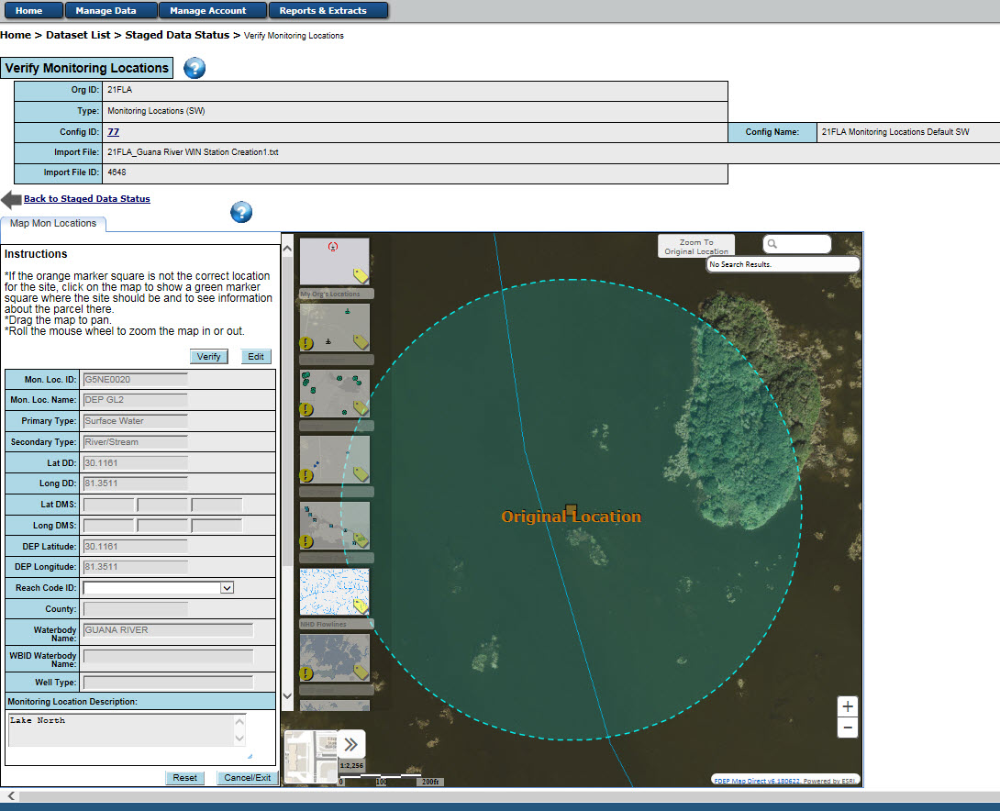 Home Manage Data Manage Account Reports & Extracts
Home > Dataset List > Staged Data Status > Verify Monitoring Locations
Verify Monitoring Locations ?
Org ID: 21FLA
Type: Monitoring Locations (SW)
Config ID: 77 Config Name: 21FLA Monitoring Locations Default SW
Import File: 21FLA_Guana River WIN Station Creation1.txt
Import File ID: 4648
Back to Staged Data Status
?
Map Mon Locations
Instructions
*If the orange marker square is not the correct location
for the site, click on the map to show a green marker
square where the site should be and to see information
about the parcel there.
*Drag the map to pan.
*Roll the mouse wheel to zoom the map in or out.
Verify Edit
Mon. Loc. ID: G5NE0020
Mon. Loc. Name: DEP GL2
Primary Type: Surface Water
Secondary Type: River/Stream
Lat DD: 30.1161
Long DD: 81.3511
Lat DMS:
Long DMS:
DEP Latitude: 30.1161
DEP Longitude: 81.3511
Reach Code ID:
County:
Waterbody
Name: GUANA RIVER
WBID Waterbody
Name:
Well Type:
Monitoring Location Description:
Lake North
Reset Cancel/Exit
My Org's Locations
NHD Flowlines
Zoom To
Original Location
No Search Results.
Original Location
+
−
1:2,256
0 100 200ft
FDEP Map Direct v6.180622. Powered by ESRI.